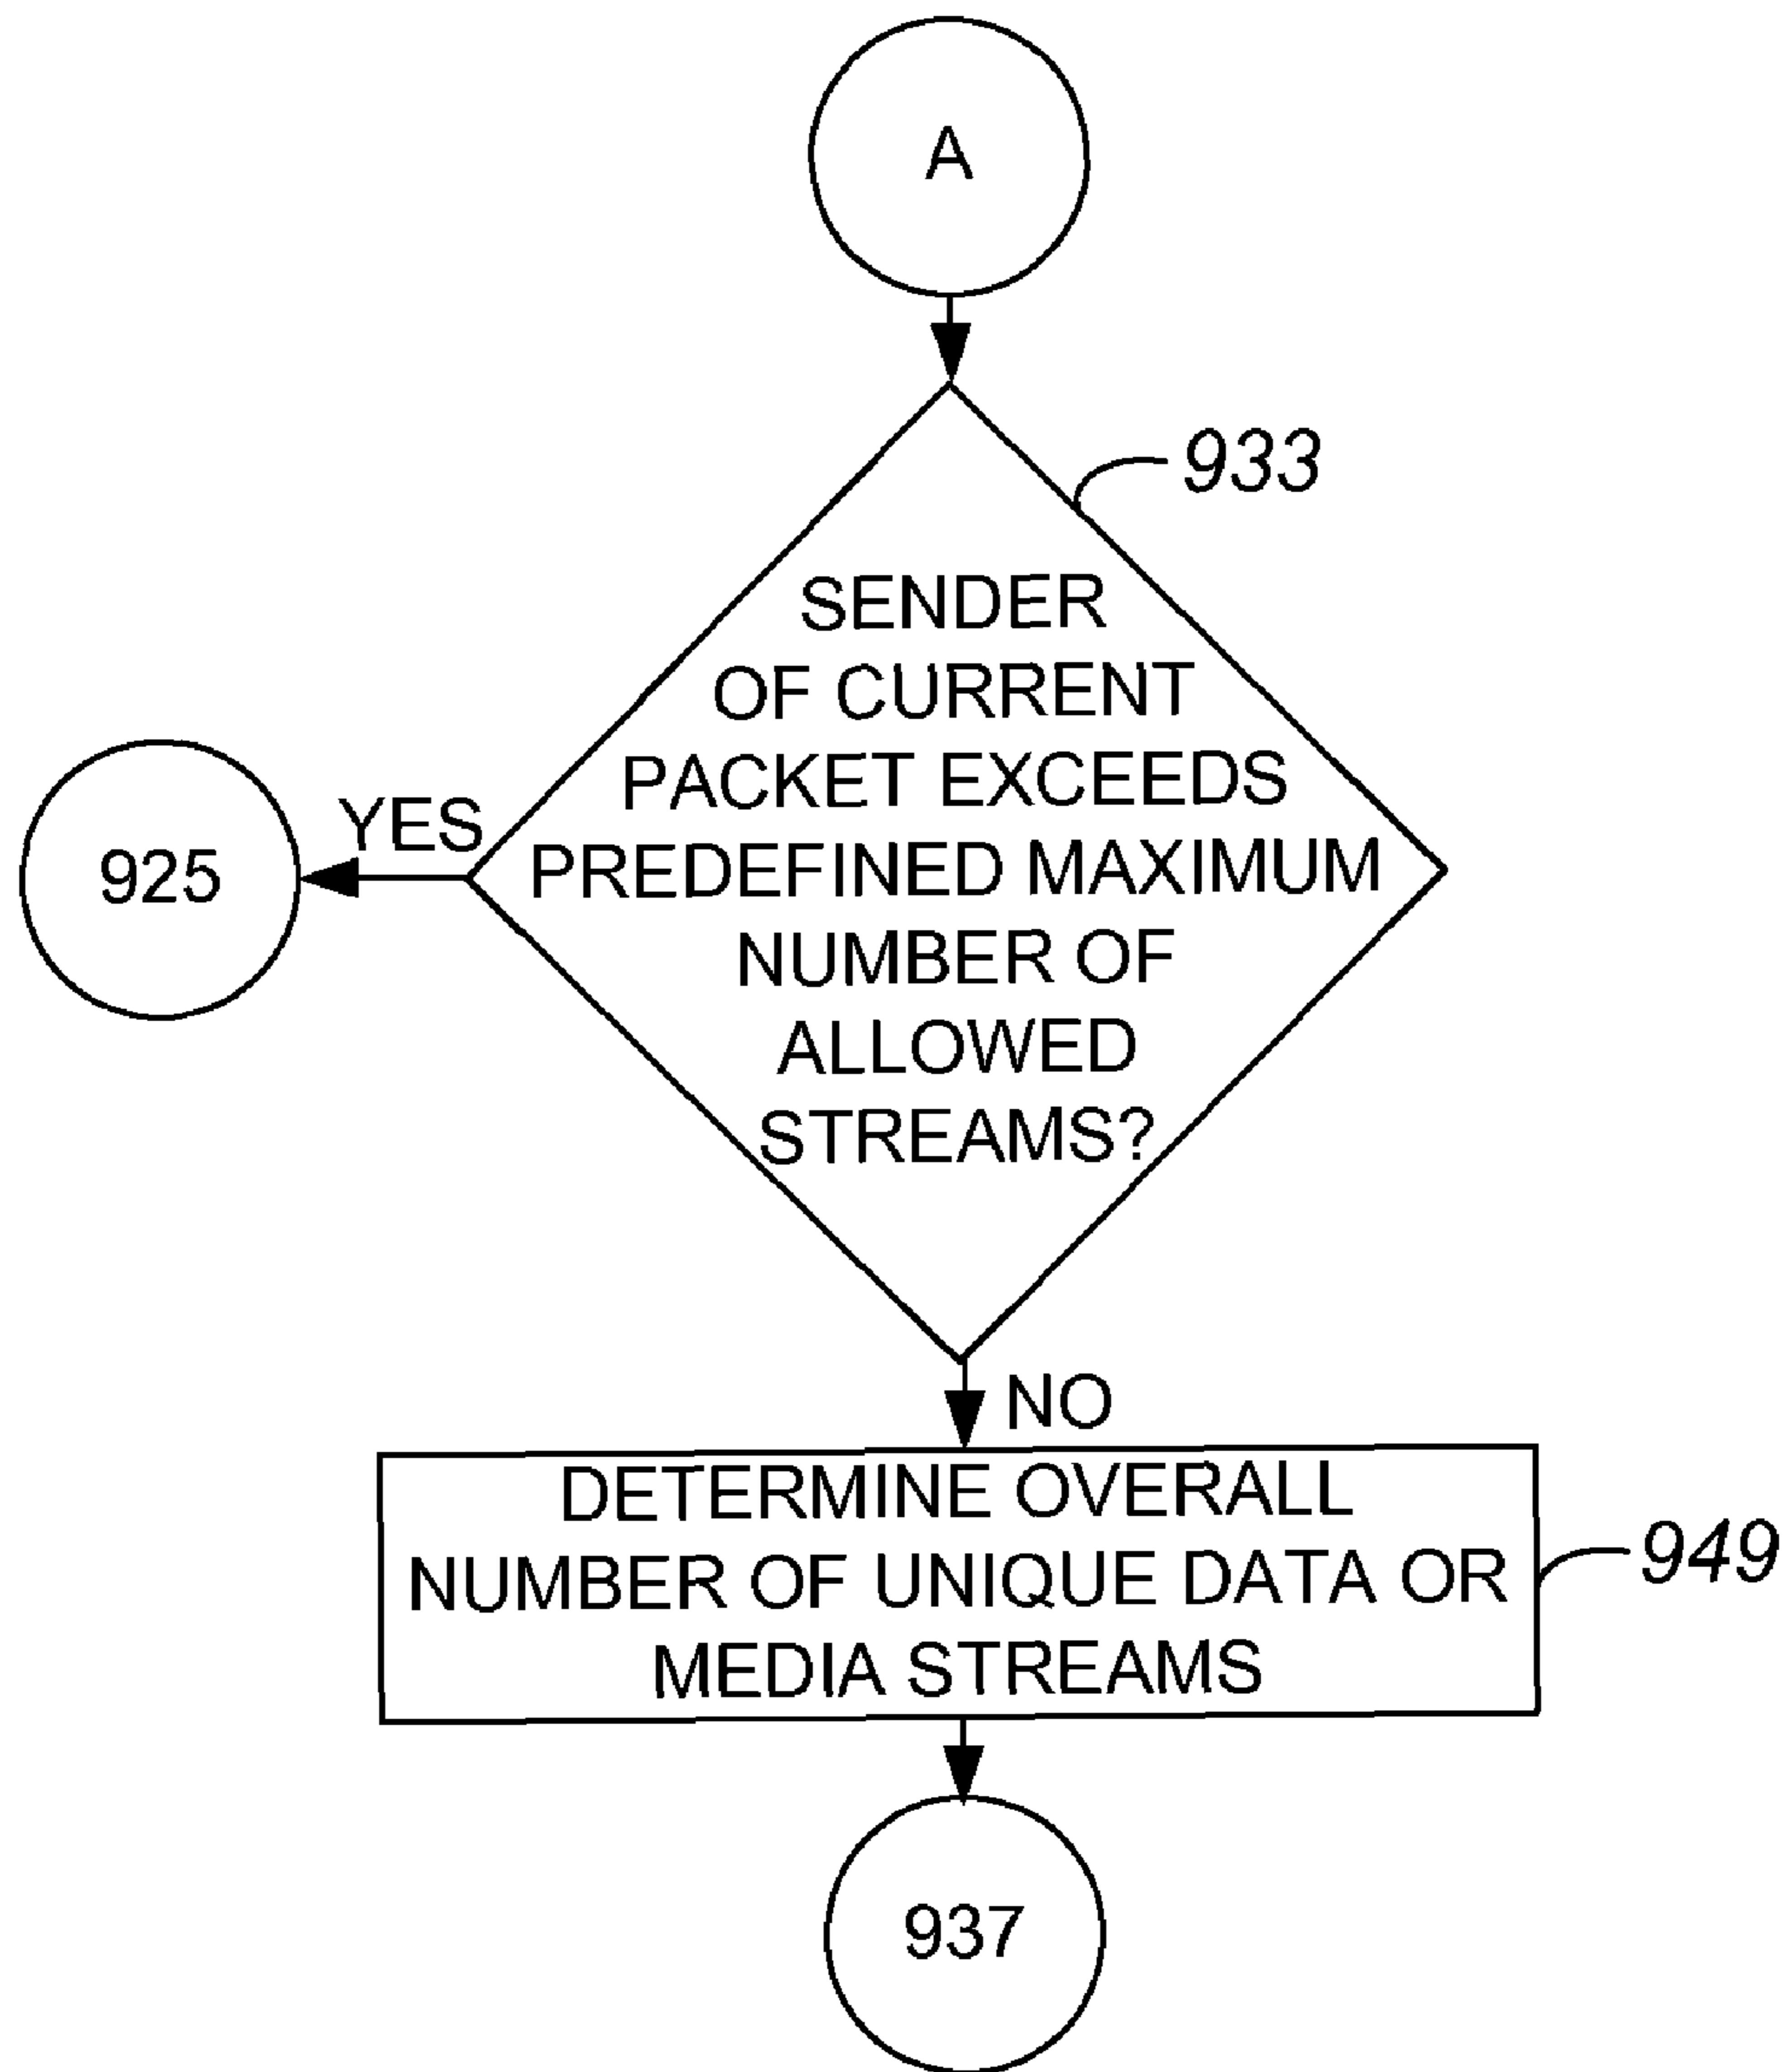 A
933
SENDER
OF CURRENT
PACKET EXCEEDS
PREDEFINED MAXIMUM
NUMBER OF
ALLOWED
STREAMS?
YES
925
NO
DETERMINE OVERALL
NUMBER OF UNIQUE DATA OR
MEDIA STREAMS
949
937